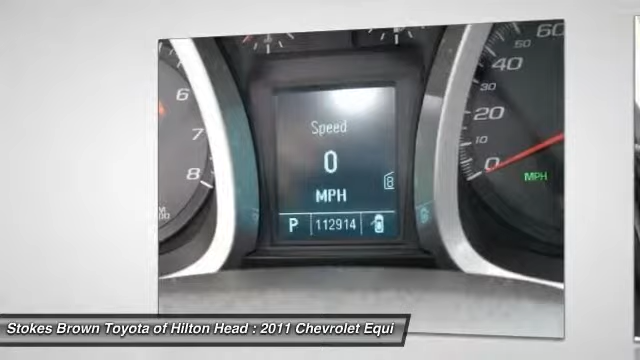 6
7
8
Speed
0
MPH
P 112914
60
50
40
30
20
10
0
MPH
Stokes Brown Toyota of Hilton Head : 2011 Chevrolet Equi